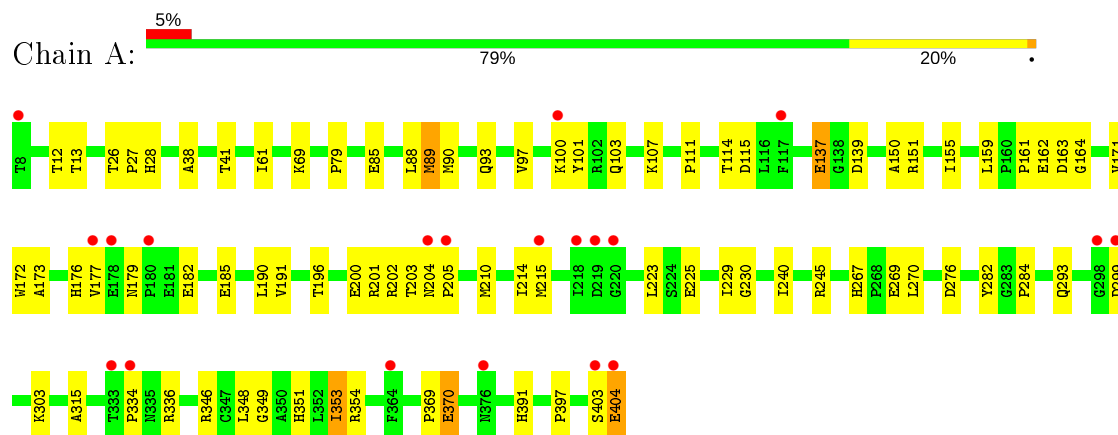 5%
Chain A:
79% 20% •
T8 T12 T13 T26 P27 H28 A38 T41 I61 K69 P79 E85 L88 M89 M90 Q93 V97 K100 Y101 R102 Q103 K107 P111 T114 D115 L116 F117 E137 G138 D139 A150 R151 I155 L159 P160 P161 E162 D163 G164 V171
W172 A173 H176 V177 E178 N179 P180 E181 E182 E185 L190 V191 T196 E200 R201 R202 T203 N204 P205 M210 I214 M215 I218 D219 G220 L223 S224 E225 I229 G230 I240 R245 H267 P268 E269 L270 D276 Y282 G283 P284 Q293 G298
K303 A315 T333 P334 N335 R336 R346 C347 L348 G349 A350 H351 L352 I353 R354 F364 P369 E370 N376 H391 P397 S403 E404